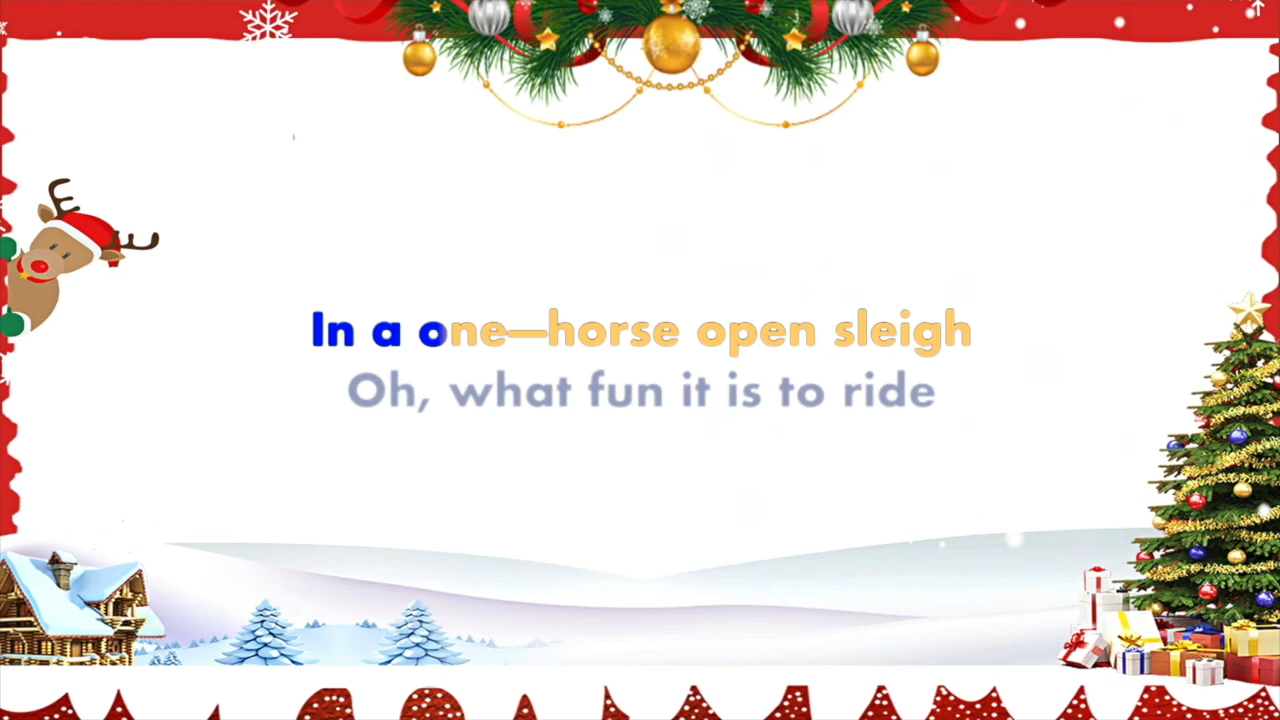 In a one—horse open sleigh
Oh, what fun it is to ride